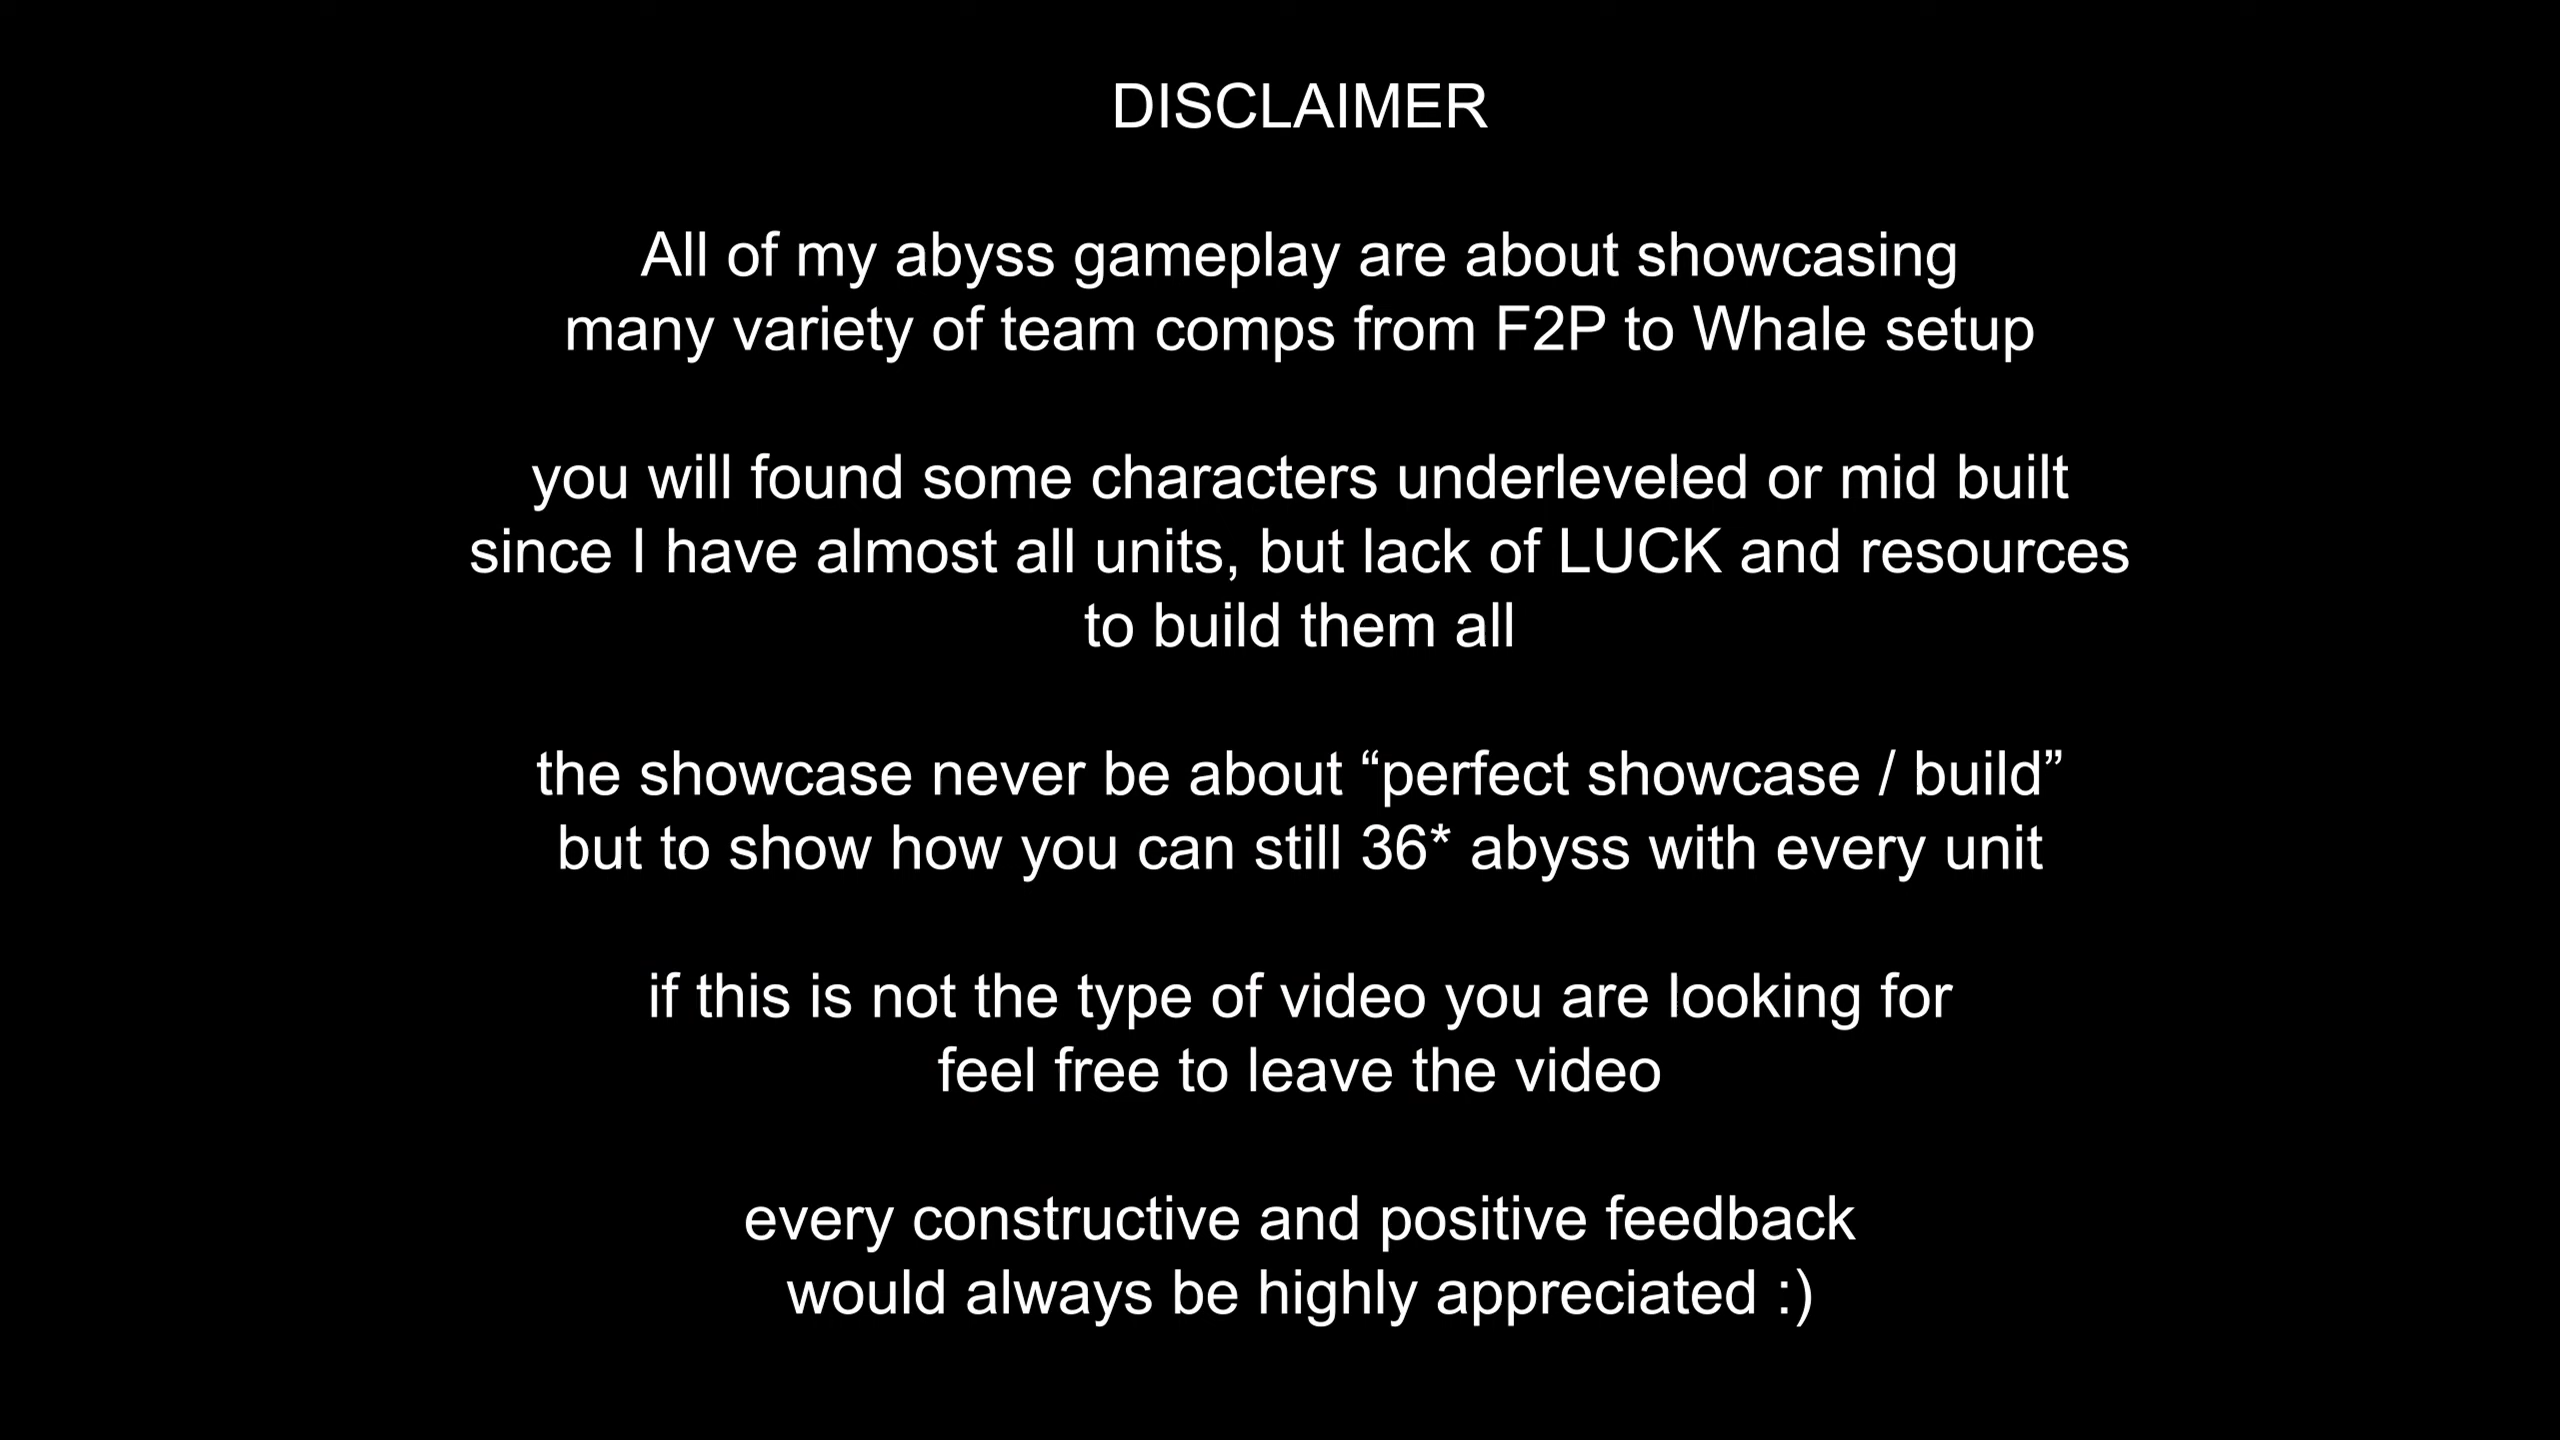 DISCLAIMER
All of my abyss gameplay are about showcasing
many variety of team comps from F2P to Whale setup
you will found some characters underleveled or mid built
since I have almost all units, but lack of LUCK and resources
to build them all
the showcase never be about “perfect showcase / build”
but to show how you can still 36* abyss with every unit
if this is not the type of video you are looking for
feel free to leave the video
every constructive and positive feedback
would always be highly appreciated :)